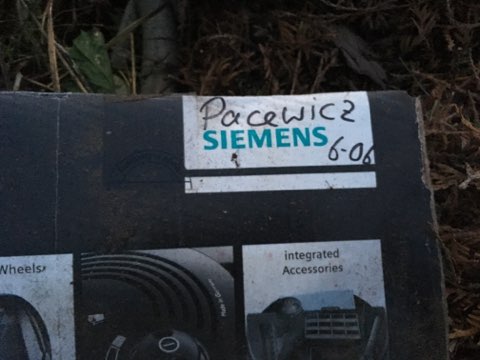 Pacewicz
SIEMENS
6-06
Wheels
integrated
Accessories